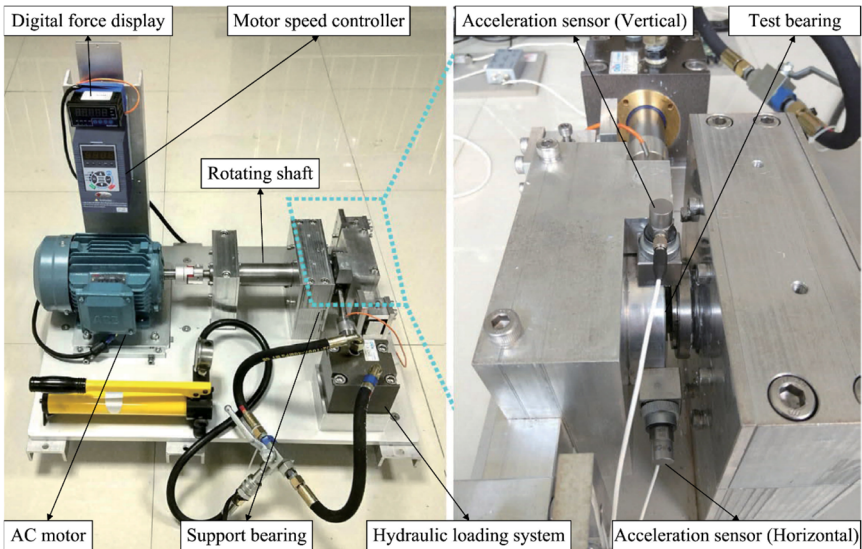 Digital force display
Motor speed controller
Acceleration sensor (Vertical)
Test bearing
Rotating shaft
AC motor
Support bearing
Hydraulic loading system
Acceleration sensor (Horizontal)